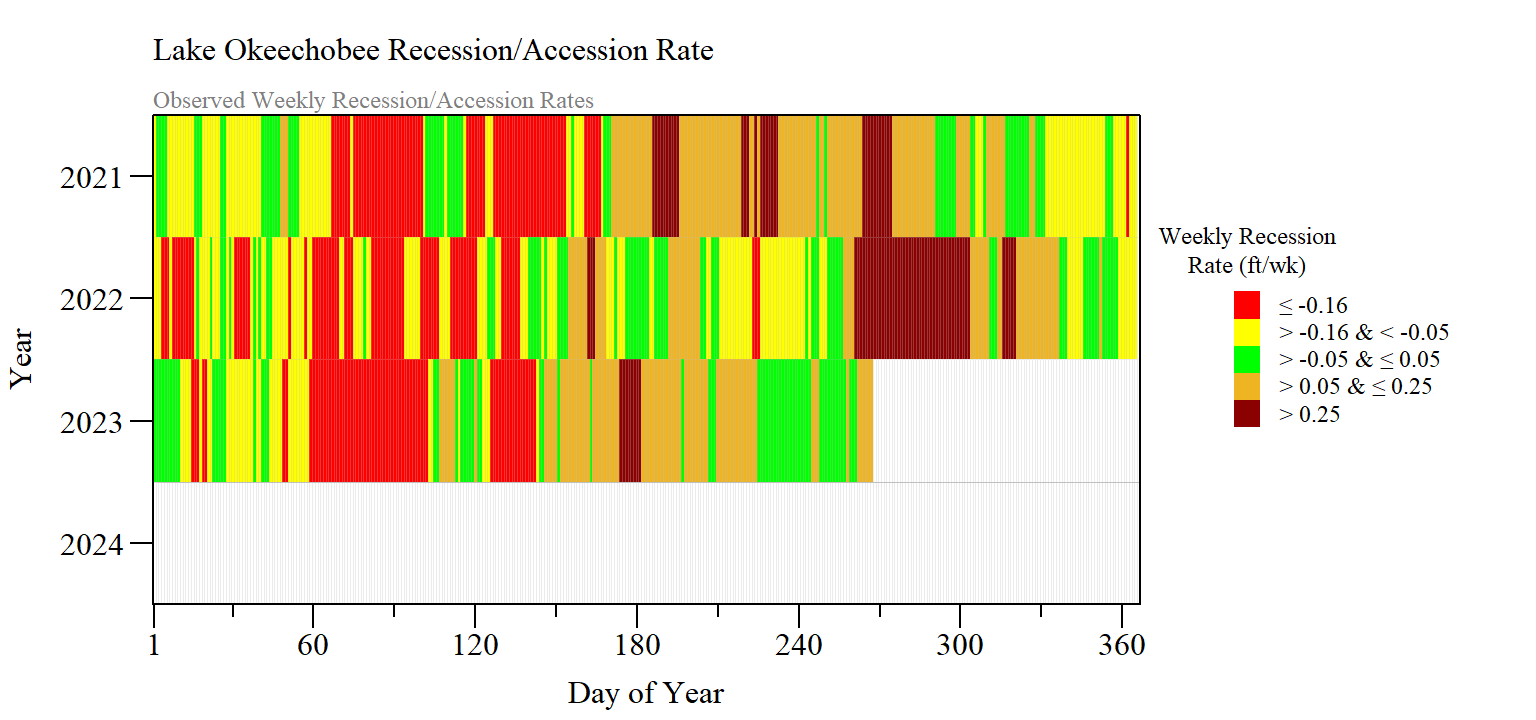 Lake Okeechobee Recession/Accession Rate
Observed Weekly Recession/Accession Rates
2021
2022
2023
2024
Year
1 60 120 180 240 300 360
Day of Year
Weekly Recession
Rate (ft/wk)
≤ -0.16
> -0.16 & < -0.05
> -0.05 & ≤ 0.05
> 0.05 & ≤ 0.25
> 0.25